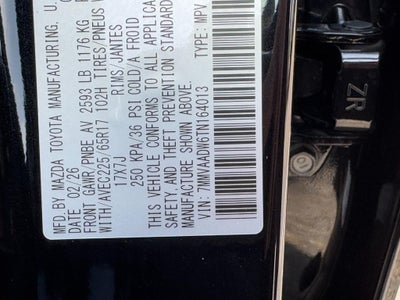 MFD BY MAZDA TOYOTA MANUFACTURING, U.
DATE 02/26
FRONT GAWR/PNBE AV 2593 LB 1176 KG
WITH/AVEC 225/65R17 102H TIRES/PNEUS
17X7J RIMS/JANTES
250 KPA/36 PSI COLD/A FROID
THIS VEHICLE CONFORMS TO ALL APPLICA
SAFETY AND THEFT PREVENTION STANDARD
MANUFACTURE SHOWN ABOVE.
VIN: 7MMVAADW6TN164013 TYPE: MPV
ZR